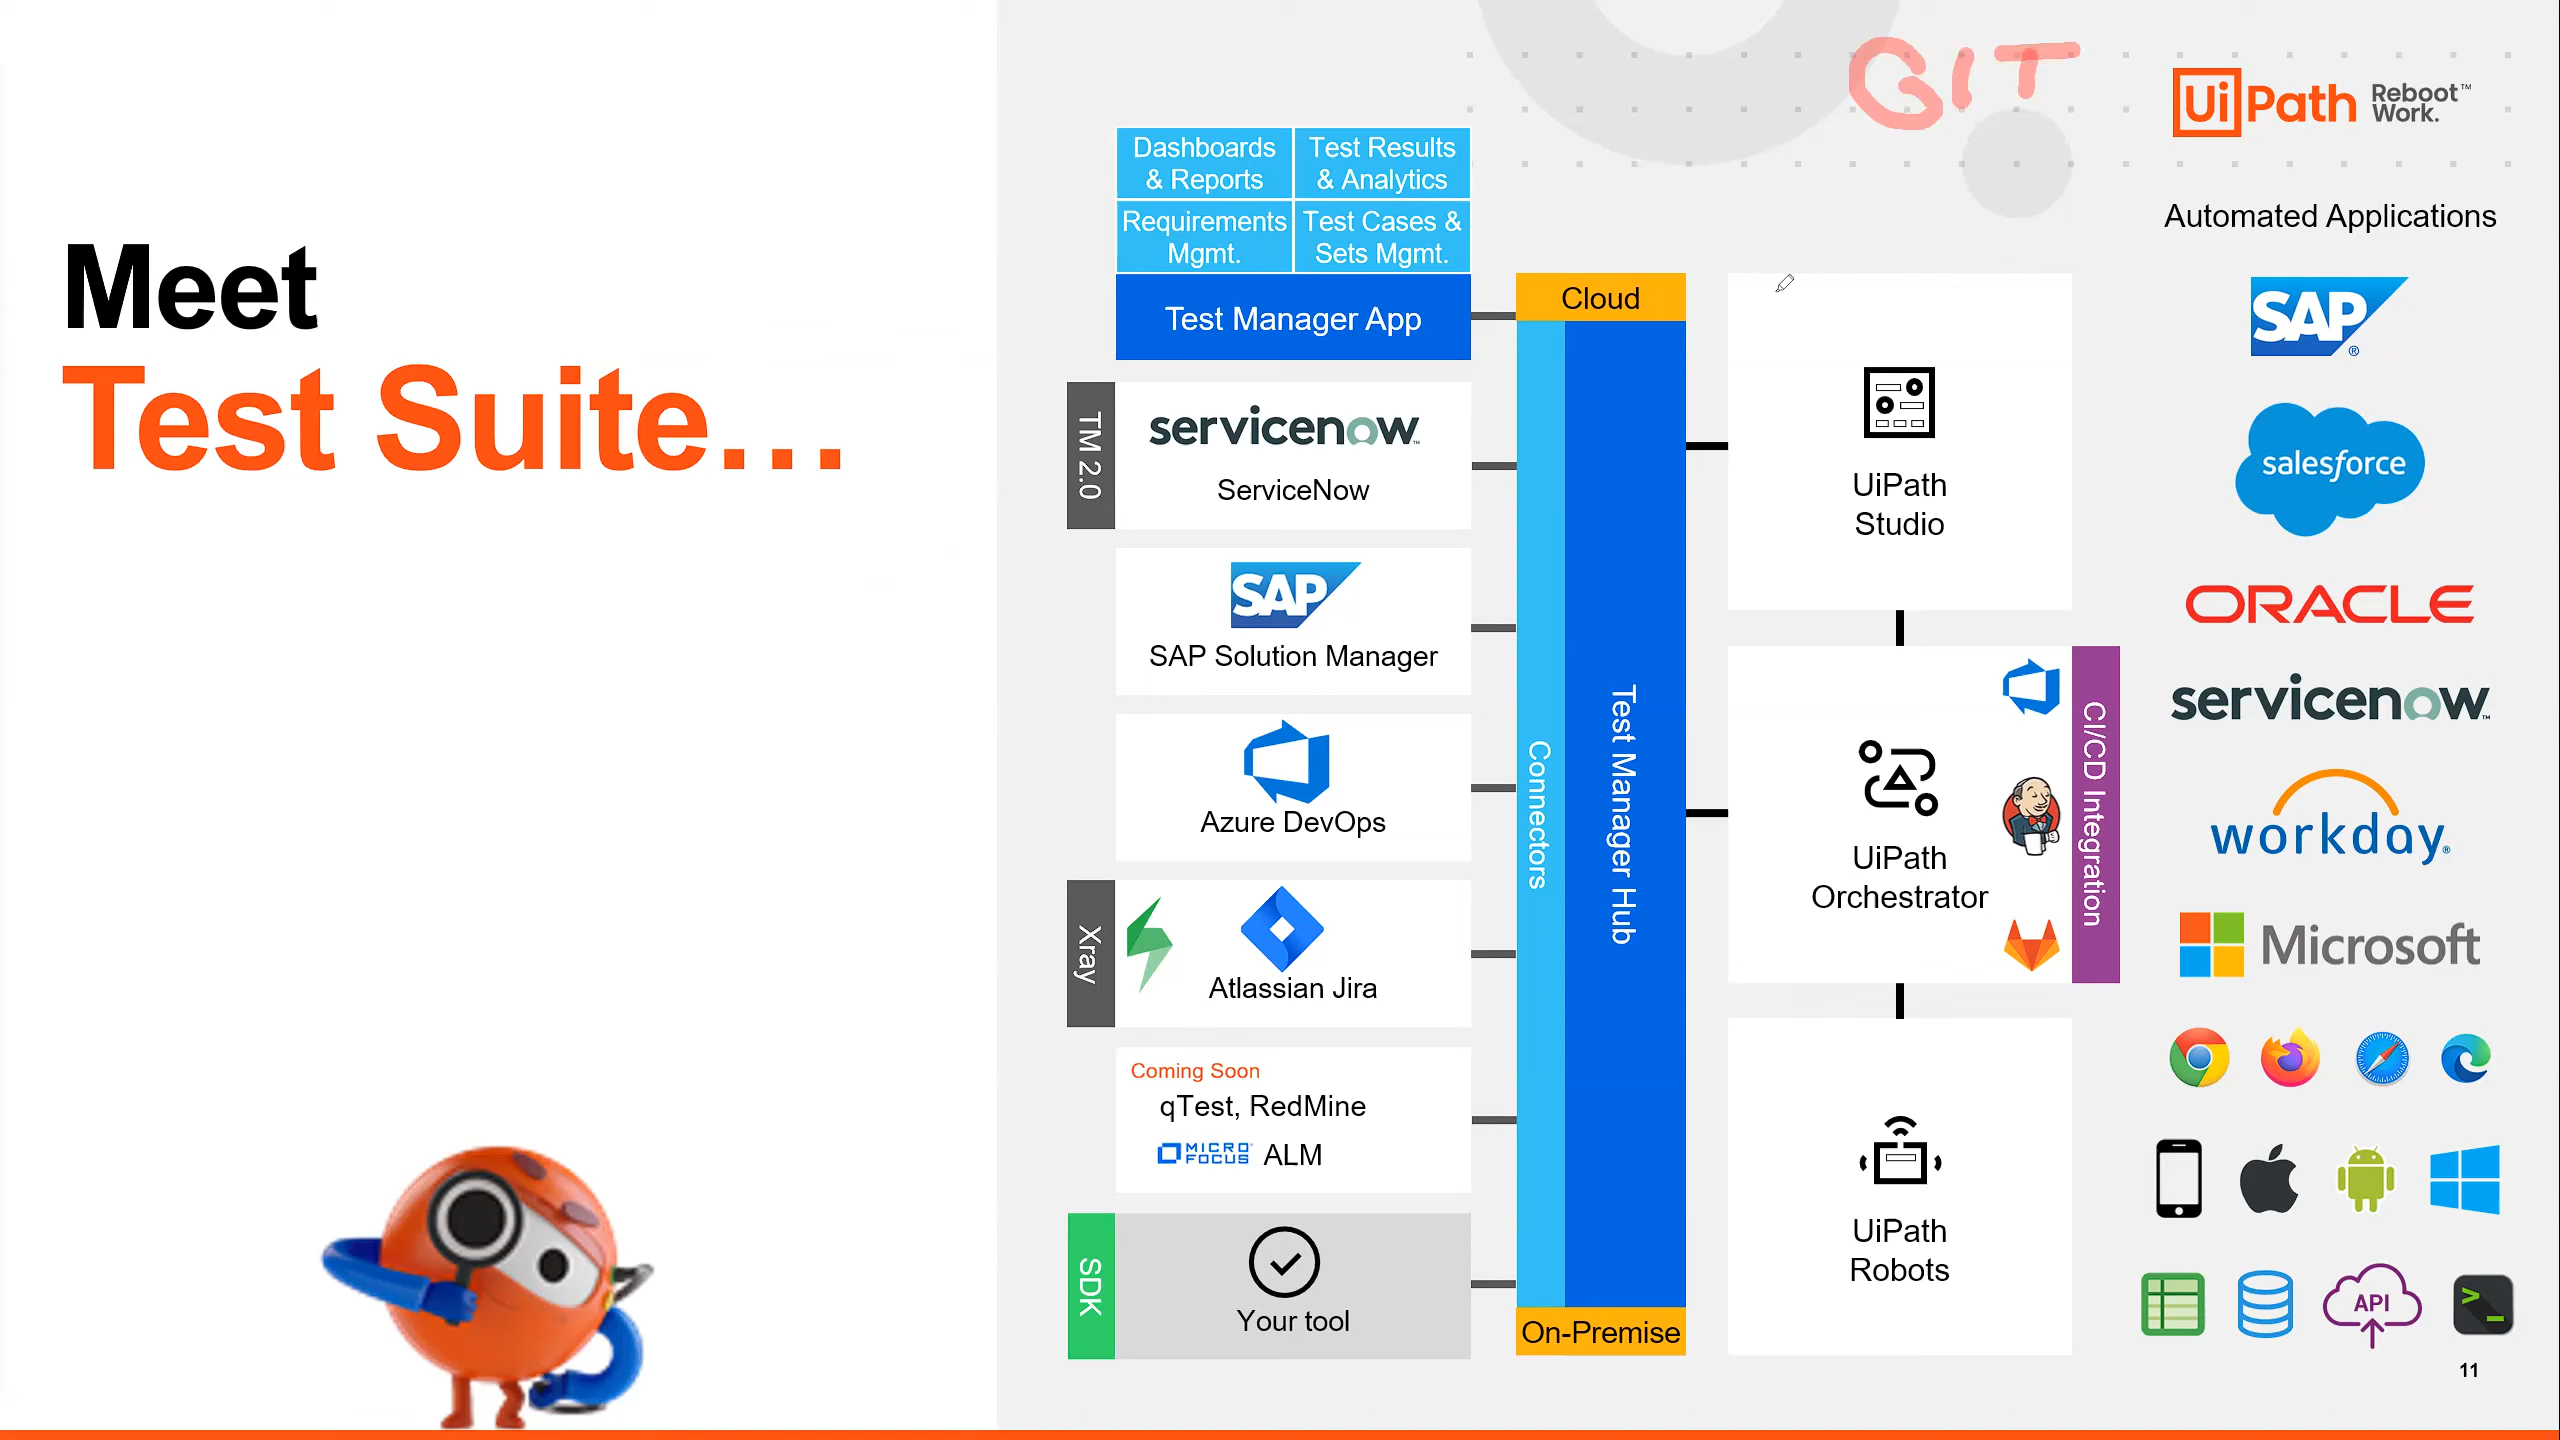 Meet
Test Suite...
GIT
UiPath Reboot™
Work.
Dashboards
& Reports
Test Results
& Analytics
Requirements
Mgmt.
Test Cases &
Sets Mgmt.
Test Manager App
TM 2.0
servicenow™
ServiceNow
SAP
SAP Solution Manager
Azure DevOps
Xray
Atlassian Jira
Coming Soon
qTest, RedMine
MICRO
FOCUS
ALM
SDK
Your tool
Cloud
Connectors
Test Manager Hub
On-Premise
UiPath
Studio
UiPath
Orchestrator
CI/CD Integration
UiPath
Robots
Automated Applications
SAP®
salesforce
ORACLE
servicenow™
workday®
Microsoft
API
>_
11